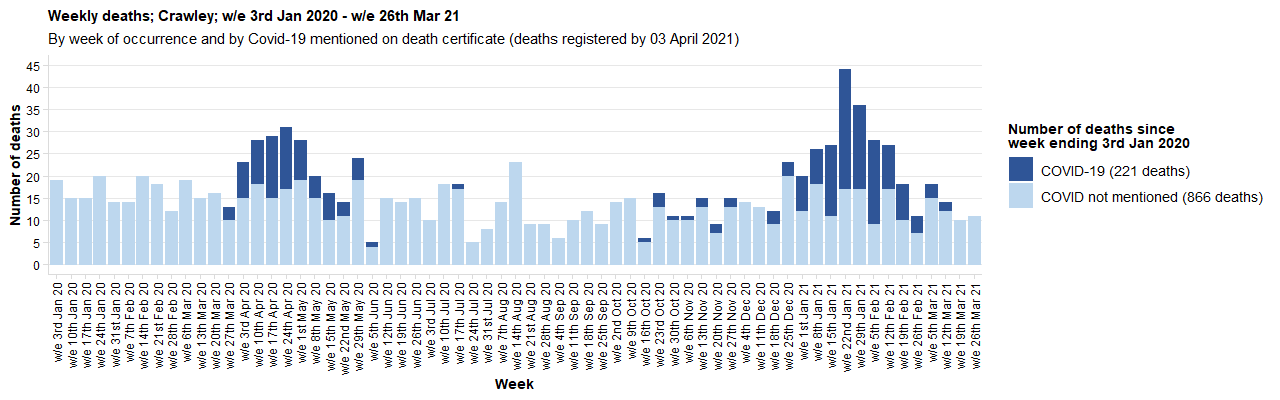 Weekly deaths; Crawley; w/e 3rd Jan 2020 - w/e 26th Mar 21
By week of occurrence and by Covid-19 mentioned on death certificate (deaths registered by 03 April 2021)
Number of deaths
45
40
35
30
25
20
15
10
5
0
w/e 3rd Jan 20
w/e 10th Jan 20
w/e 17th Jan 20
w/e 24th Jan 20
w/e 31st Jan 20
w/e 7th Feb 20
w/e 14th Feb 20
w/e 21st Feb 20
w/e 28th Feb 20
w/e 6th Mar 20
w/e 13th Mar 20
w/e 20th Mar 20
w/e 27th Mar 20
w/e 3rd Apr 20
w/e 10th Apr 20
w/e 17th Apr 20
w/e 24th Apr 20
w/e 1st May 20
w/e 8th May 20
w/e 15th May 20
w/e 22nd May 20
w/e 29th May 20
w/e 5th Jun 20
w/e 12th Jun 20
w/e 19th Jun 20
w/e 26th Jun 20
w/e 3rd Jul 20
w/e 10th Jul 20
w/e 17th Jul 20
w/e 24th Jul 20
w/e 31st Jul 20
w/e 7th Aug 20
w/e 14th Aug 20
w/e 21st Aug 20
w/e 28th Aug 20
w/e 4th Sep 20
w/e 11th Sep 20
w/e 18th Sep 20
w/e 25th Sep 20
w/e 2nd Oct 20
w/e 9th Oct 20
w/e 16th Oct 20
w/e 23rd Oct 20
w/e 30th Oct 20
w/e 6th Nov 20
w/e 13th Nov 20
w/e 20th Nov 20
w/e 27th Nov 20
w/e 4th Dec 20
w/e 11th Dec 20
w/e 18th Dec 20
w/e 25th Dec 20
w/e 1st Jan 21
w/e 8th Jan 21
w/e 15th Jan 21
w/e 22nd Jan 21
w/e 29th Jan 21
w/e 5th Feb 21
w/e 12th Feb 21
w/e 19th Feb 21
w/e 26th Feb 21
w/e 5th Mar 21
w/e 12th Mar 21
w/e 19th Mar 21
w/e 26th Mar 21
Week
Number of deaths since
week ending 3rd Jan 2020
COVID-19 (221 deaths)
COVID not mentioned (866 deaths)